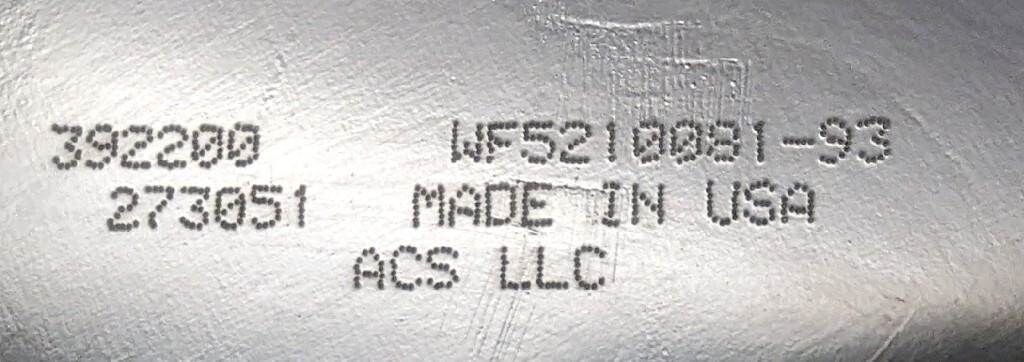 392200 WF5210081-93
273051 MADE IN USA
ACS LLC